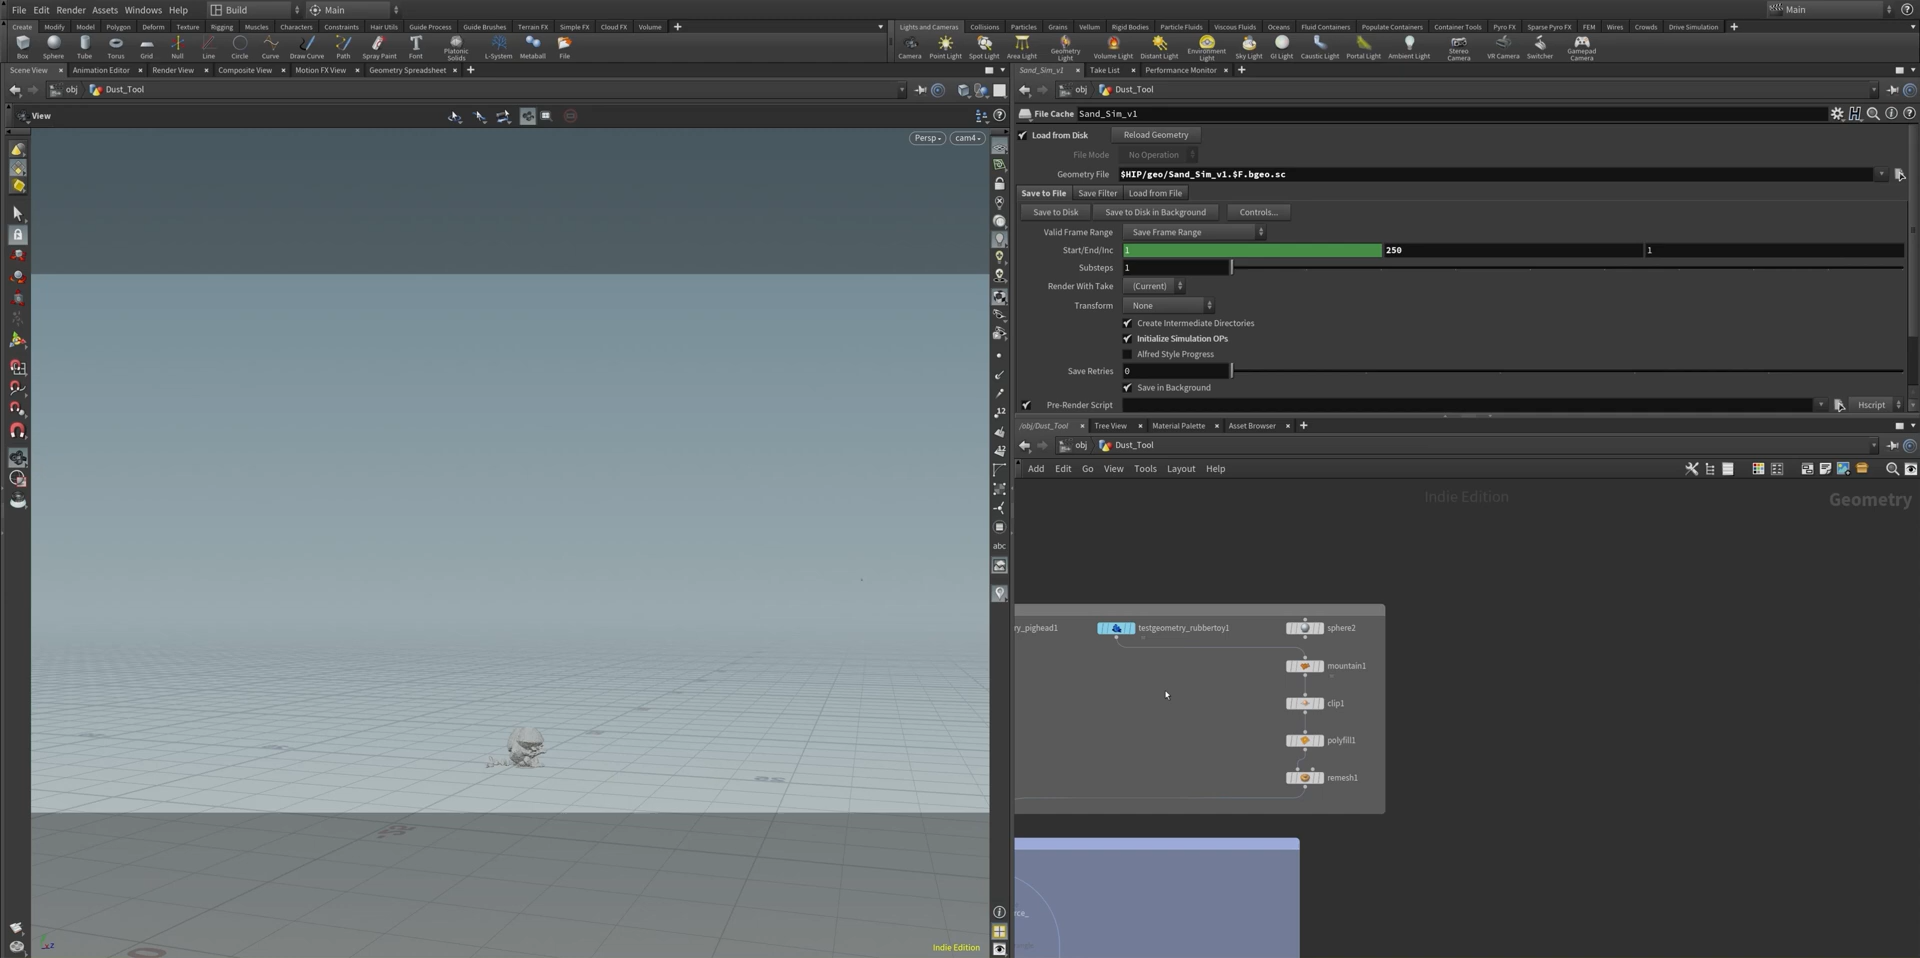 File Edit Render Assets Windows Help Build Main Main
Create Modify Model Polygon Deform Texture Rigging Muscles Characters Constraints Hair Utils Guide Process Guide Brushes Terrain FX Simple FX Cloud FX Volume
Lights and Cameras Collisions Particles Grains Vellum Rigid Bodies Particle Fluids Viscous Fluids Oceans Fluid Containers Populate Containers Container Tools Pyro FX Sparse Pyro FX FEM Wires Crowds Drive Simulation
Box Sphere Tube Torus Grid Null Line Circle Curve Draw Curve Path Spray Paint Font Platonic Solids L-System Metaball File
Camera Point Light Spot Light Area Light Geometry Light Volume Light Distant Light Environment Light Sky Light GI Light Caustic Light Portal Light Ambient Light Stereo Camera VR Camera Switcher Gamepad Camera
Scene View Animation Editor Render View Composite View Motion FX View Geometry Spreadsheet
Sand_Sim_v1 Take List Performance Monitor
obj Dust_Tool
obj Dust_Tool
View
File Cache Sand_Sim_v1
Persp cam4
Load from Disk Reload Geometry
File Mode No Operation
Geometry File $HIP/geo/Sand_Sim_v1.$F.bgeo.sc
Save to File Save Filter Load from File
Save to Disk Save to Disk in Background Controls...
Valid Frame Range Save Frame Range
Start/End/Inc 1 250 1
Substeps 1
Render With Take (Current)
Transform None
Create Intermediate Directories
Initialize Simulation OPs
Alfred Style Progress
Save Retries 0
Save in Background
Pre-Render Script Hscript
/obj/Dust_Tool Tree View Material Palette Asset Browser
obj Dust_Tool
Add Edit Go View Tools Layout Help
Indie Edition
Geometry
ry_pighead1 testgeometry_rubbertoy1 sphere2
mountain1
clip1
polyfill1
remesh1
rce_
12
12
abc
Indie Edition